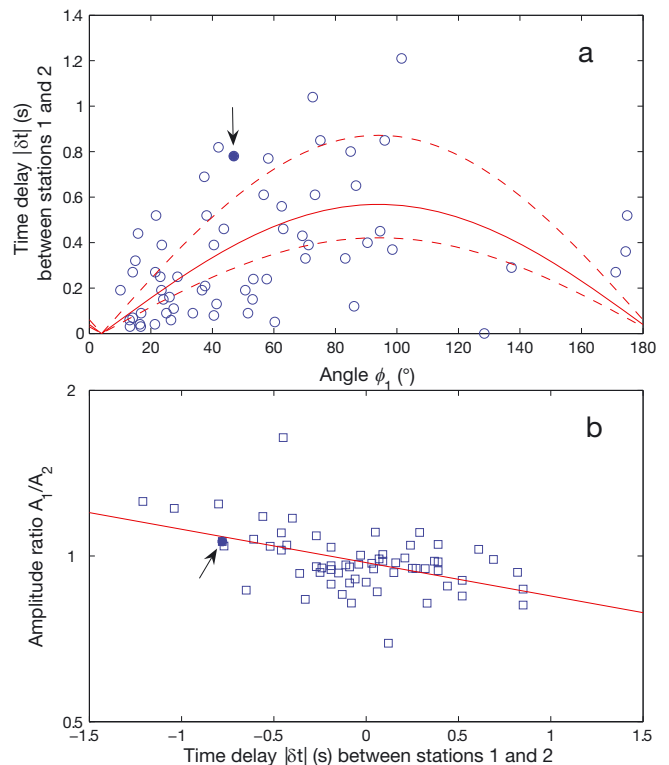 a
Time delay |δt| (s)
between stations 1 and 2
1.4
1.2
1
0.8
0.6
0.4
0.2
0
0 20 40 60 80 100 120 140 160 180
Angle ϕ₁ (°)
b
Amplitude ratio A₁/A₂
2
1
0.5
−1.5 −1 −0.5 0 0.5 1 1.5
Time delay |δt| (s) between stations 1 and 2